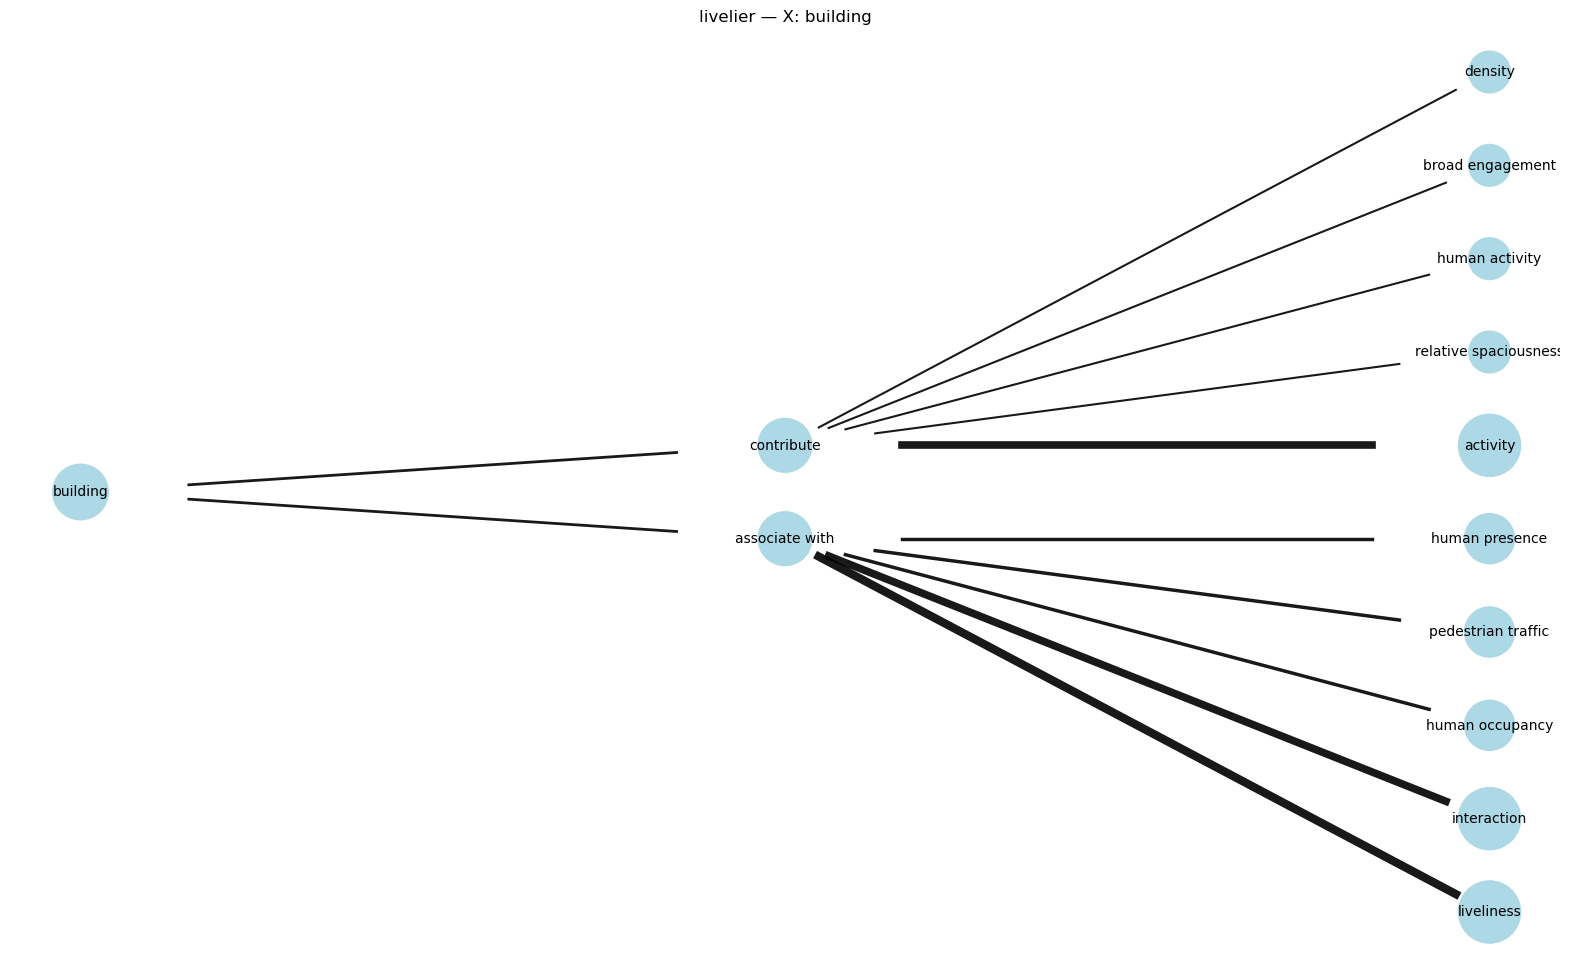 livelier — X: building
density
broad engagement
human activity
relative spaciousness
contribute
activity
building
associate with
human presence
pedestrian traffic
human occupancy
interaction
liveliness